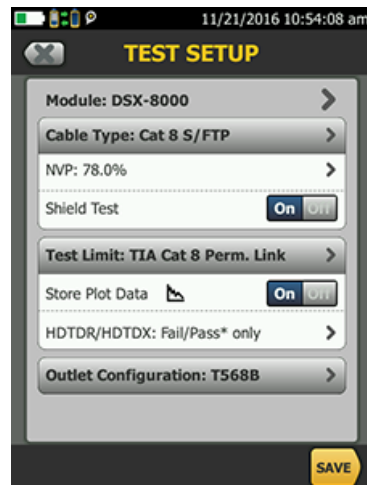 11/21/2016 10:54:08 am
TEST SETUP
Module: DSX-8000
Cable Type: Cat 8 S/FTP
NVP: 78.0%
Shield Test On Off
Test Limit: TIA Cat 8 Perm. Link
Store Plot Data On Off
HDTDR/HDTDX: Fail/Pass* only
Outlet Configuration: T568B
SAVE